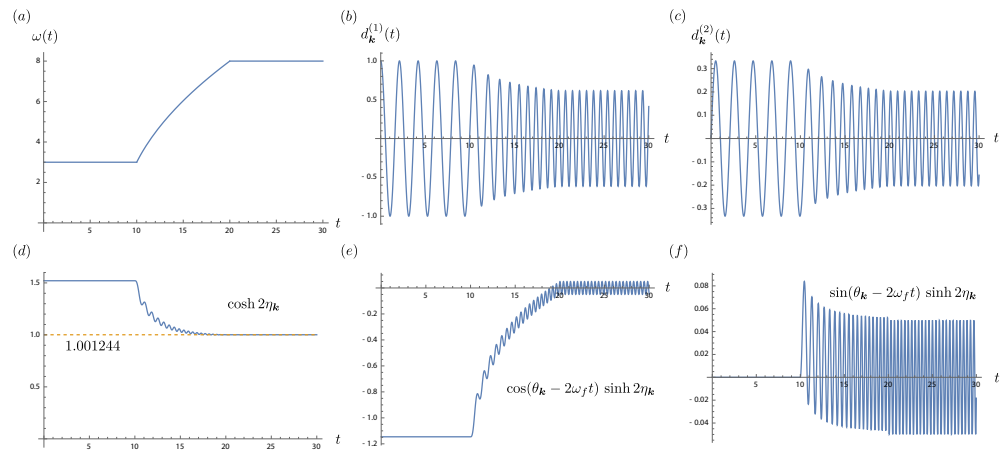 (a)
ω(t)
8
6
4
2
5 10 15 20 25 30 t
(b)
d_k^(1)(t)
1.0
0.5
- 0.5
- 1.0
5 10 15 20 25 30 t
(c)
d_k^(2)(t)
0.3
0.2
0.1
- 0.1
- 0.2
- 0.3
5 10 15 20 25 30 t
(d)
1.5
cosh 2η_k
1.0
1.001244
0.5
5 10 15 20 25 30 t
(e)
5 10 15 20 25 30 t
- 0.2
- 0.4
- 0.6
- 0.8
cos(θ_k − 2ω_f t) sinh 2η_k
- 1.0
- 1.2
(f)
0.08
sin(θ_k − 2ω_f t) sinh 2η_k
0.06
0.04
0.02
5 10 15 20 25 30 t
- 0.02
- 0.04